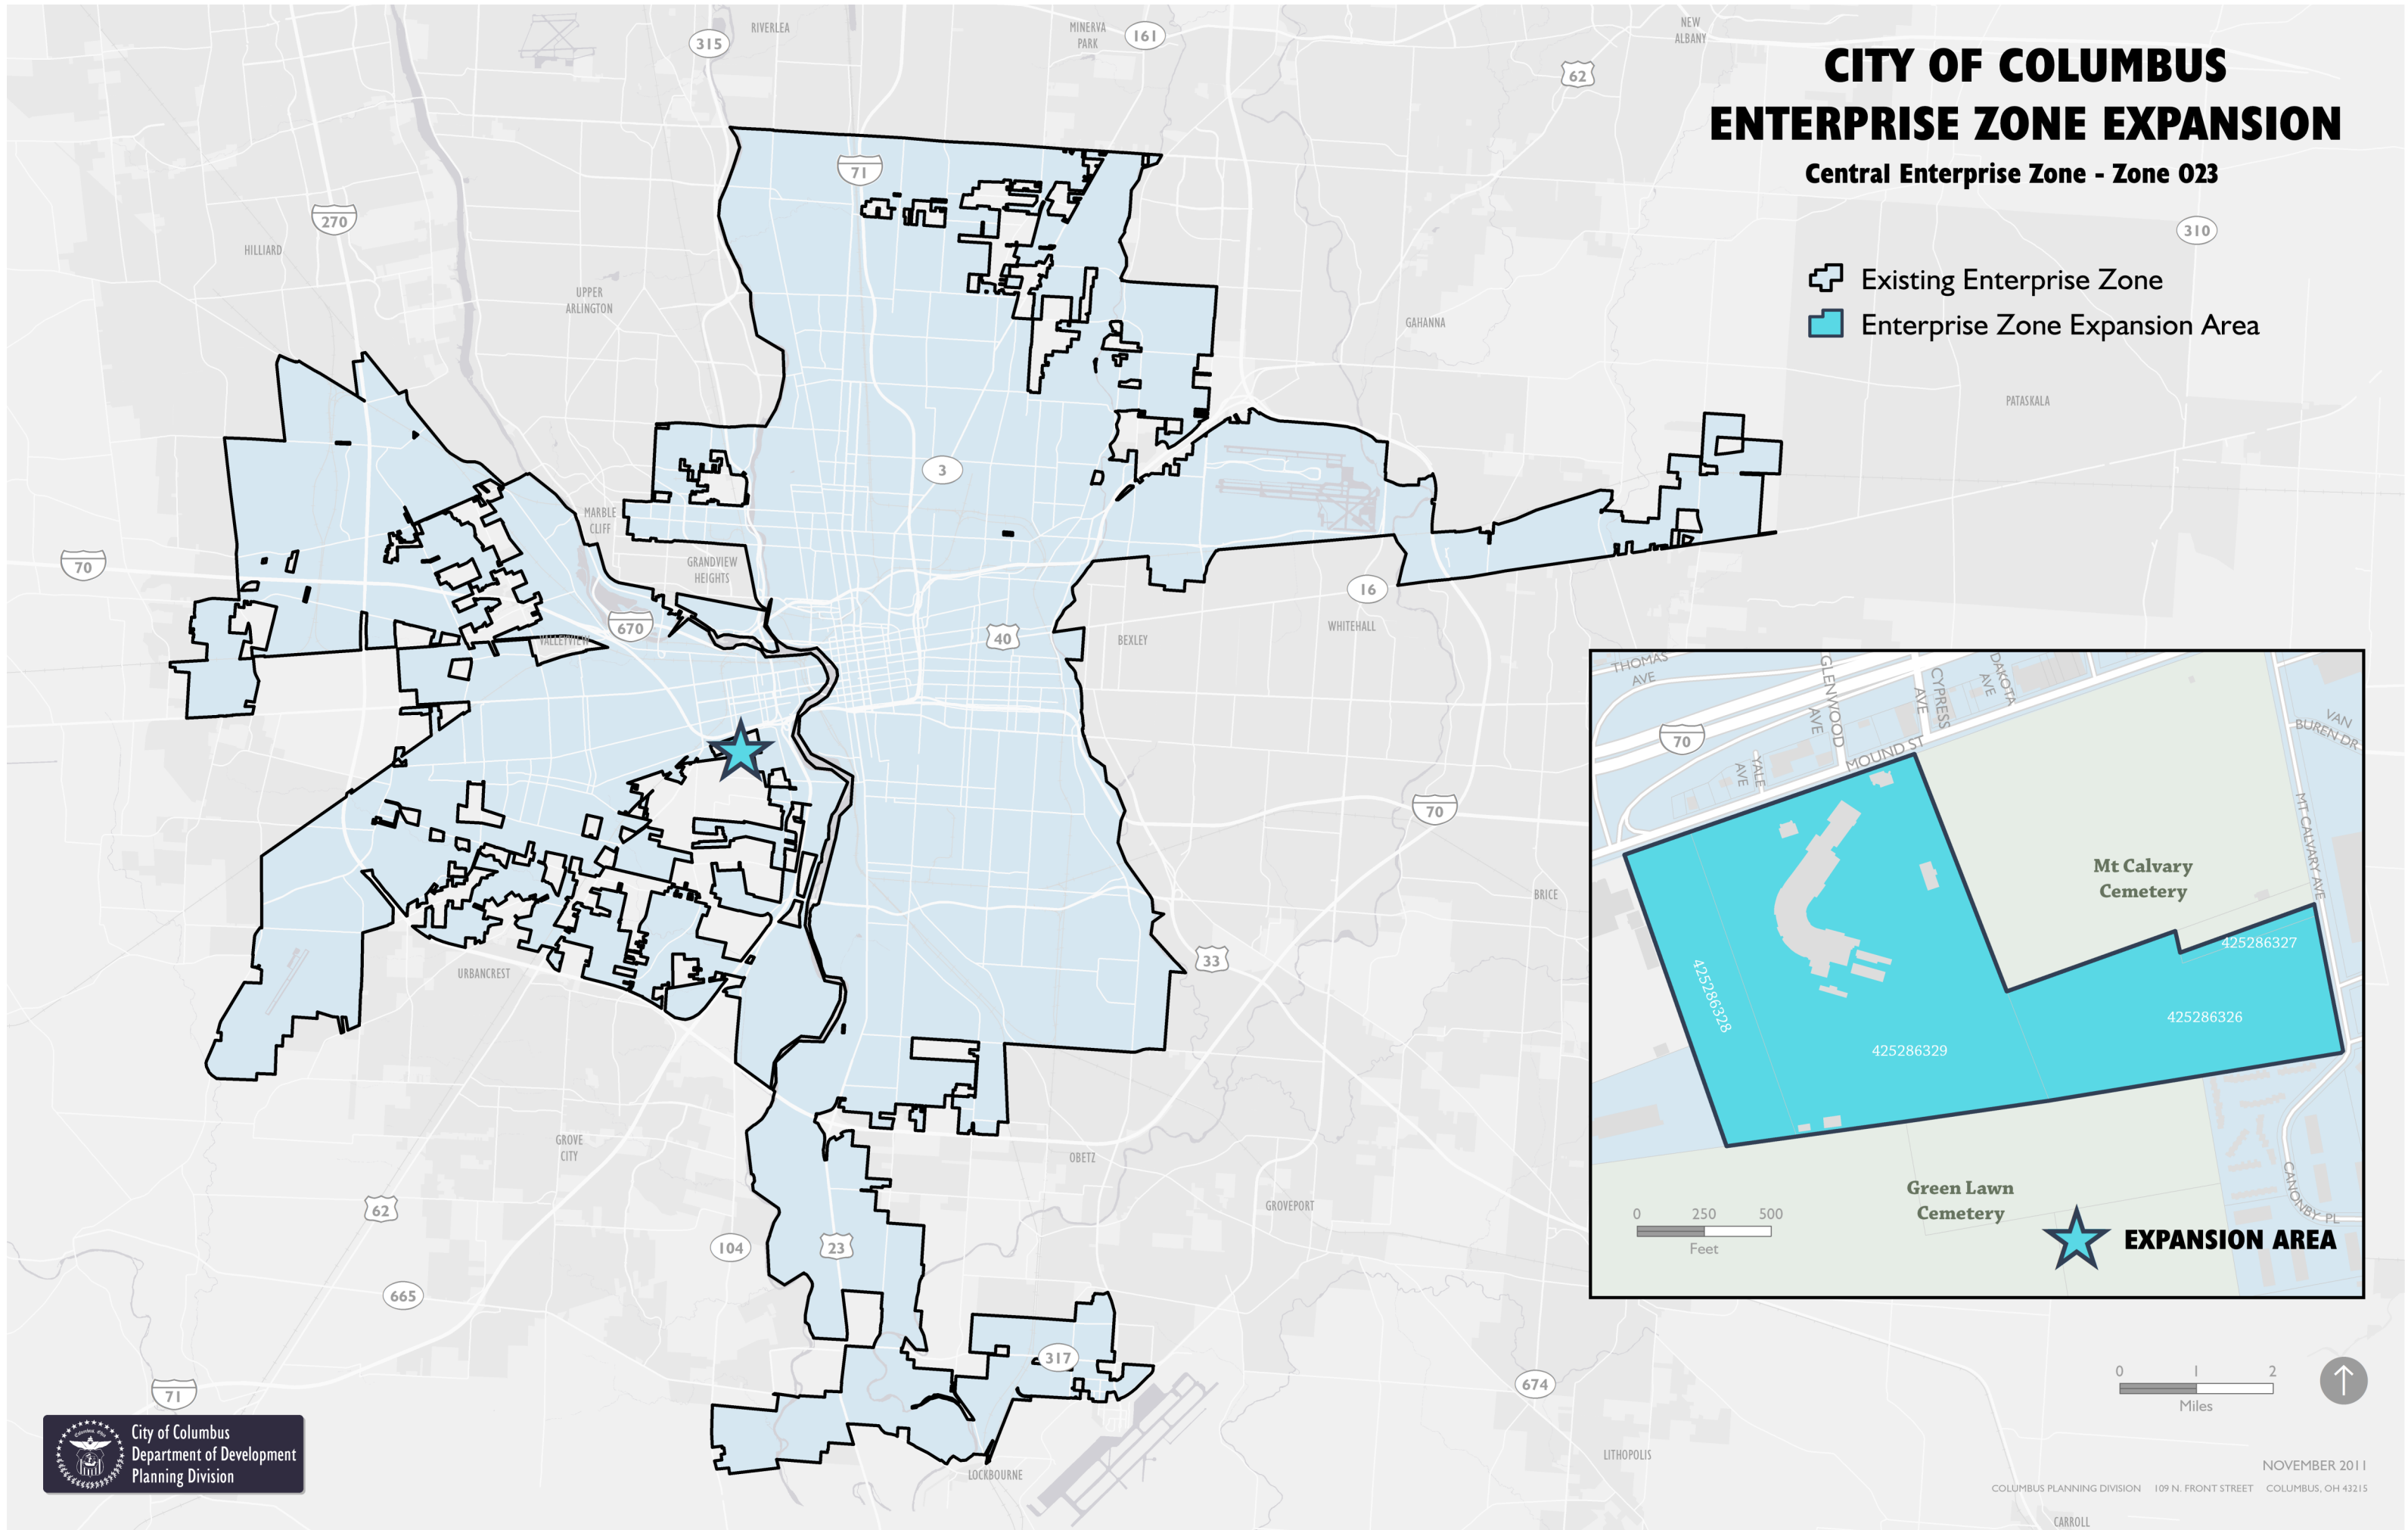 CITY OF COLUMBUS
ENTERPRISE ZONE EXPANSION
Central Enterprise Zone - Zone 023
Existing Enterprise Zone
Enterprise Zone Expansion Area
RIVERLEA
MINERVA
PARK
NEW
ALBANY
315
161
62
71
270
310
HILLIARD
UPPER
ARLINGTON
GAHANNA
PATASKALA
3
MARBLE
CLIFF
GRANDVIEW
HEIGHTS
70
16
670
VALLEYVIEW
40
BEXLEY
WHITEHALL
70
BRICE
33
URBANCREST
GROVE
CITY
OBETZ
GROVEPORT
62
104
23
665
317
71
674
LOCKBOURNE
LITHOPOLIS
CARROLL
THOMAS
AVE
GLENWOOD
AVE
CYPRESS
AVE
DAKOTA
AVE
YALE
AVE
MOUND ST
70
VAN
BUREN DR
MT CALVARY AVE
Mt Calvary
Cemetery
425286327
425286328
425286326
425286329
Green Lawn
Cemetery
CANONBY PL
0 250 500
Feet
EXPANSION AREA
0 1 2
Miles
City of Columbus
Department of Development
Planning Division
NOVEMBER 2011
COLUMBUS PLANNING DIVISION 109 N. FRONT STREET COLUMBUS, OH 43215